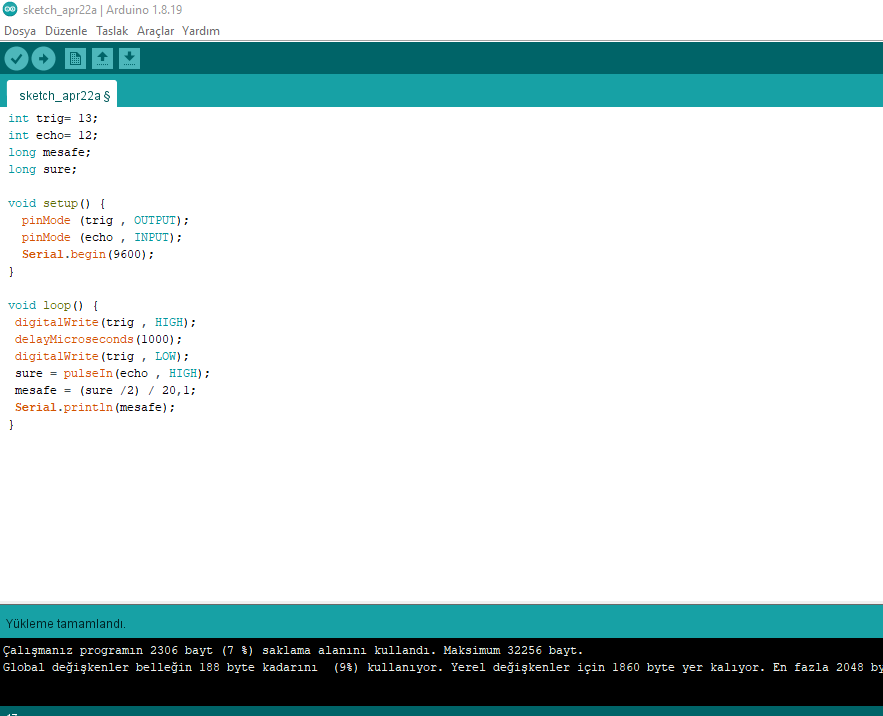 sketch_apr22a | Arduino 1.8.19
Dosya Düzenle Taslak Araçlar Yardım
sketch_apr22a §
int trig= 13;
int echo= 12;
long mesafe;
long sure;
void setup() {
pinMode (trig , OUTPUT);
pinMode (echo , INPUT);
Serial.begin(9600);
}
void loop() {
digitalWrite(trig , HIGH);
delayMicroseconds(1000);
digitalWrite(trig , LOW);
sure = pulseIn(echo , HIGH);
mesafe = (sure /2) / 20,1;
Serial.println(mesafe);
}
Yükleme tamamlandı.
Çalışmanız programın 2306 bayt (7 %) saklama alanını kullandı. Maksimum 32256 bayt.
Global değişkenler belleğin 188 byte kadarını (9%) kullanıyor. Yerel değişkenler için 1860 byte yer kalıyor. En fazla 2048 by